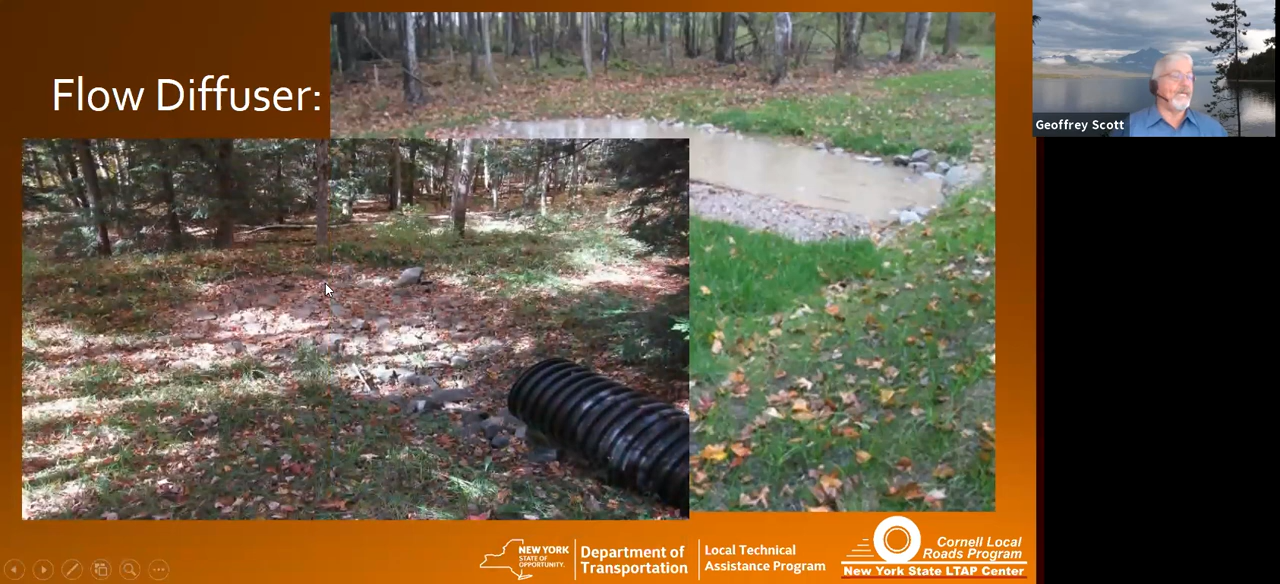 Flow Diffuser:
Geoffrey Scott
NEW YORK
STATE OF
OPPORTUNITY.
Department of
Transportation
Local Technical
Assistance Program
Cornell Local
Roads Program
New York State LTAP Center